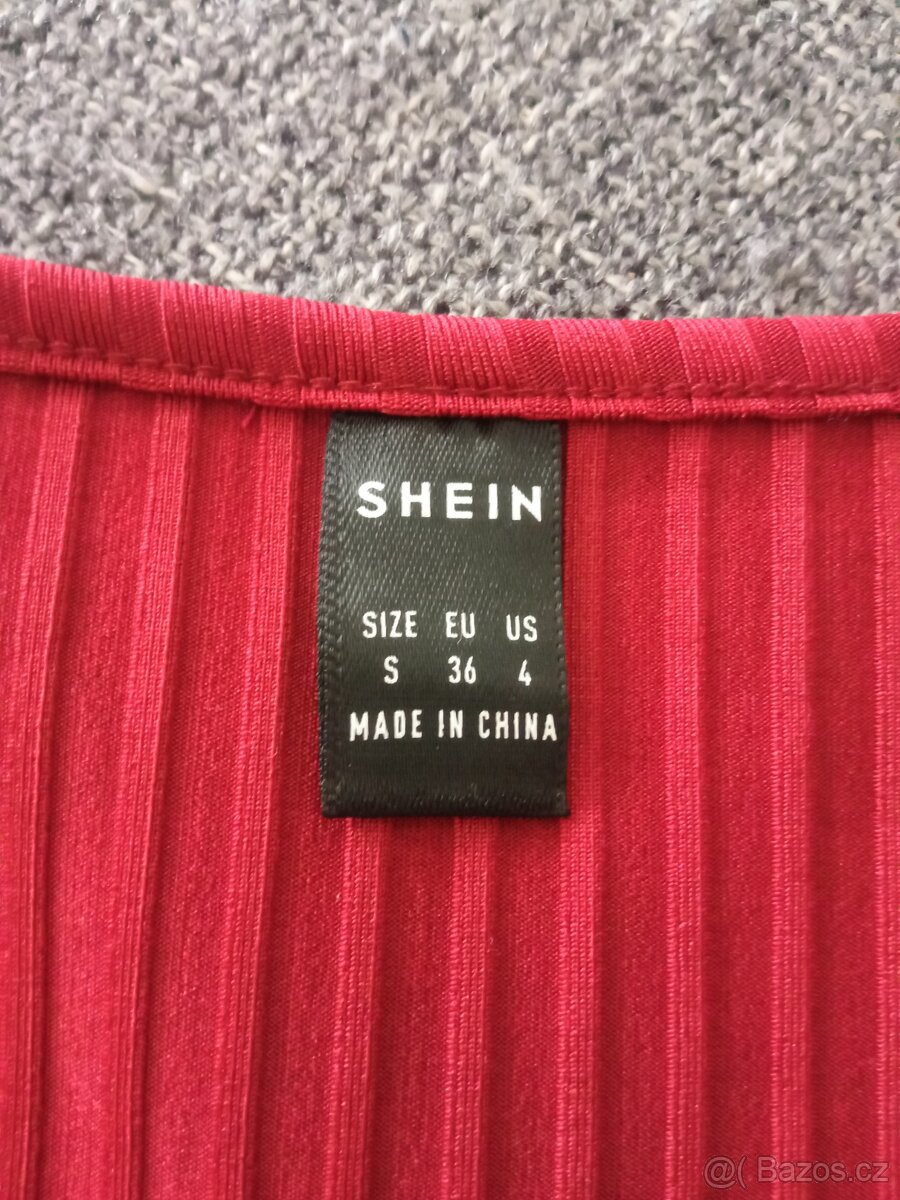 SHEIN
SIZE EU US
S 36 4
MADE IN CHINA
@( Bazos.cz